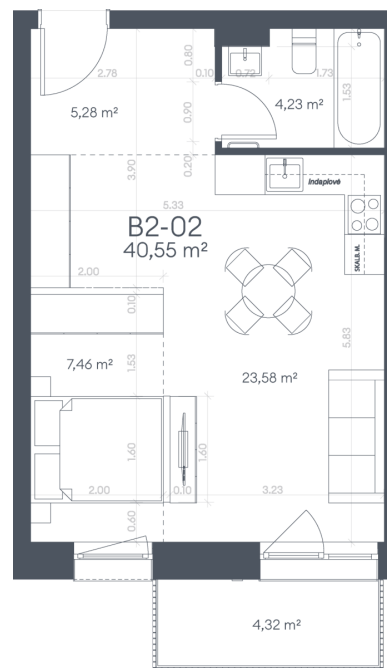 0.80
2.78
0.10
0.72
1.73
1.53
5,28 m²
4,23 m²
0.90
0.20
3.90
Indaplovė
5.33
B2-02
40,55 m²
SKALB. M.
2.00
0.10
5.83
7,46 m²
1.53
23,58 m²
1.60
1.60
2.00
0.10
3.23
0.60
4,32 m²